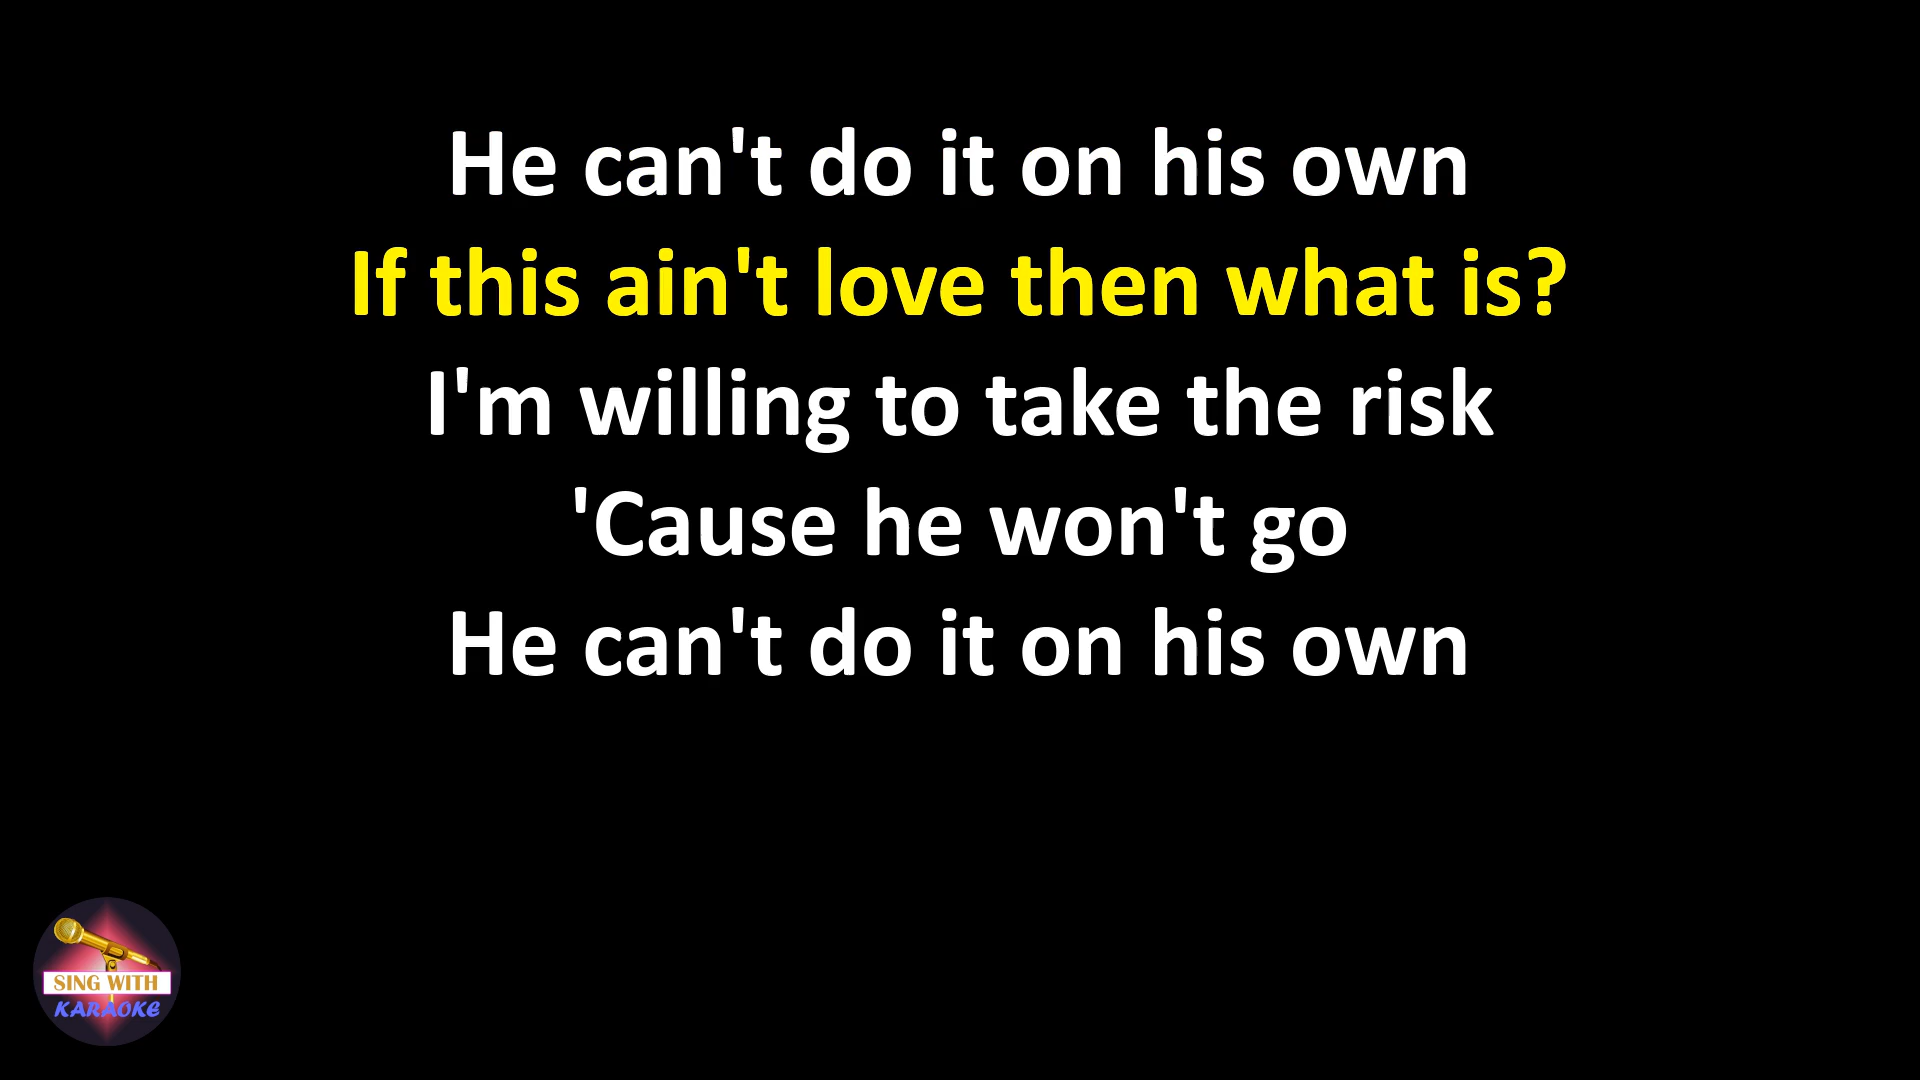 He can't do it on his own
If this ain't love then what is?
I'm willing to take the risk
'Cause he won't go
He can't do it on his own
SING WITH
KARAOKE